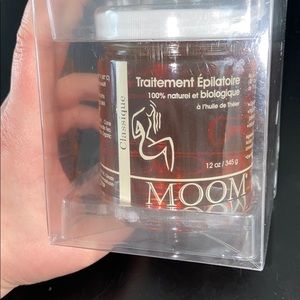 Traitement Épilatoire
100% naturel et biologique
à l'huile de Théier
Classique
12 oz / 345 g
MOOM